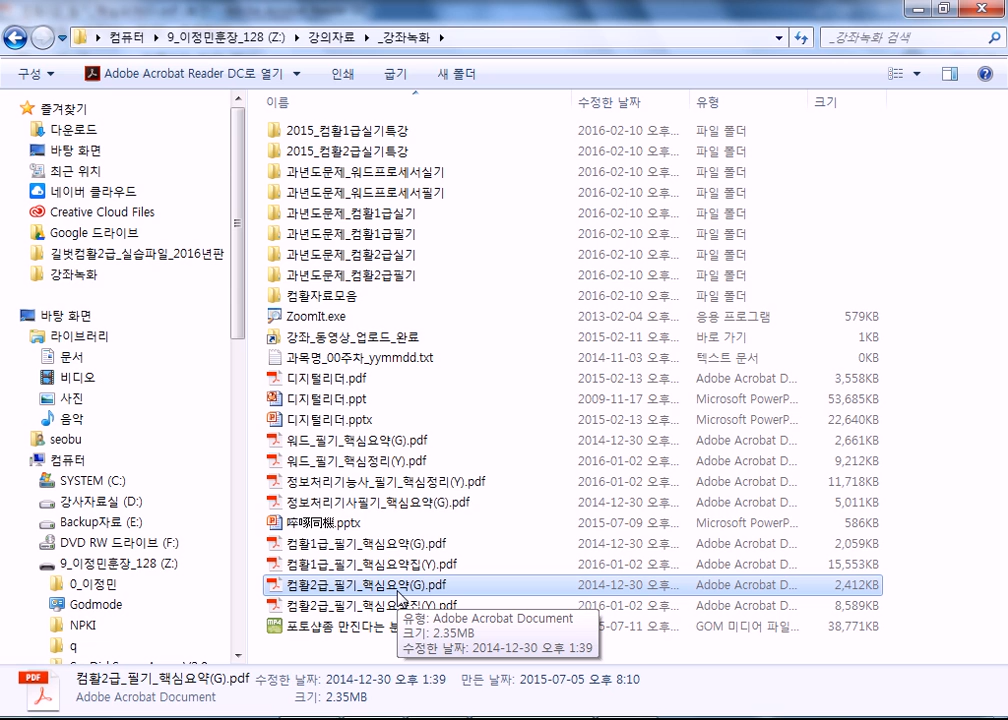 컴퓨터 ▸ 9_이정민훈장_128 (Z:) ▸ 강의자료 ▸ _강좌녹화 ▸
_강좌녹화 검색
구성 Adobe Acrobat Reader DC로 열기 인쇄 굽기 새 폴더
이름 수정한 날짜 유형 크기
즐겨찾기
다운로드
바탕 화면
최근 위치
네이버 클라우드
Creative Cloud Files
Google 드라이브
길벗컴활2급_실습파일_2016년판
강좌녹화
바탕 화면
라이브러리
문서
비디오
사진
음악
seobu
컴퓨터
SYSTEM (C:)
강사자료실 (D:)
Backup자료 (E:)
DVD RW 드라이브 (F:)
9_이정민훈장_128 (Z:)
0_이정민
Godmode
NPKI
q
2015_컴활1급실기특강 2016-02-10 오후... 파일 폴더
2015_컴활2급실기특강 2016-02-10 오후... 파일 폴더
과년도문제_워드프로세서실기 2016-02-10 오후... 파일 폴더
과년도문제_워드프로세서필기 2016-02-10 오후... 파일 폴더
과년도문제_컴활1급실기 2016-02-10 오후... 파일 폴더
과년도문제_컴활1급필기 2016-02-10 오후... 파일 폴더
과년도문제_컴활2급실기 2016-02-10 오후... 파일 폴더
과년도문제_컴활2급필기 2016-02-10 오후... 파일 폴더
컴활자료모음 2016-02-10 오후... 파일 폴더
ZoomIt.exe 2013-02-04 오후... 응용 프로그램 579KB
강좌_동영상_업로드_완료 2015-02-11 오후... 바로 가기 1KB
과목명_00주차_yymmdd.txt 2014-11-03 오후... 텍스트 문서 0KB
디지털리더.pdf 2015-02-13 오후... Adobe Acrobat D... 3,558KB
디지털리더.ppt 2009-11-17 오후... Microsoft PowerP... 53,685KB
디지털리더.pptx 2015-02-13 오후... Microsoft PowerP... 22,640KB
워드_필기_핵심요약(G).pdf 2014-12-30 오후... Adobe Acrobat D... 2,661KB
워드_필기_핵심정리(Y).pdf 2016-01-02 오후... Adobe Acrobat D... 9,212KB
정보처리기능사_필기_핵심정리(Y).pdf 2016-01-02 오후... Adobe Acrobat D... 11,718KB
정보처리기사필기_핵심요약(G).pdf 2014-12-30 오후... Adobe Acrobat D... 5,011KB
啐啄同機.pptx 2015-07-09 오후... Microsoft PowerP... 586KB
컴활1급_필기_핵심요약(G).pdf 2014-12-30 오후... Adobe Acrobat D... 2,059KB
컴활1급_필기_핵심요약집(Y).pdf 2016-01-02 오후... Adobe Acrobat D... 15,553KB
컴활2급_필기_핵심요약(G).pdf 2014-12-30 오후... Adobe Acrobat D... 2,412KB
컴활2급_필기_핵심요약집(Y).pdf 2016-01-02 오후... Adobe Acrobat D... 8,589KB
포토샵좀 만진다는 분 5-07-11 오후... GOM 미디어 파일... 38,771KB
유형: Adobe Acrobat Document
크기: 2.35MB
수정한 날짜: 2014-12-30 오후 1:39
컴활2급_필기_핵심요약(G).pdf 수정한 날짜: 2014-12-30 오후 1:39 만든 날짜: 2015-07-05 오후 8:10
Adobe Acrobat Document 크기: 2.35MB
PDF